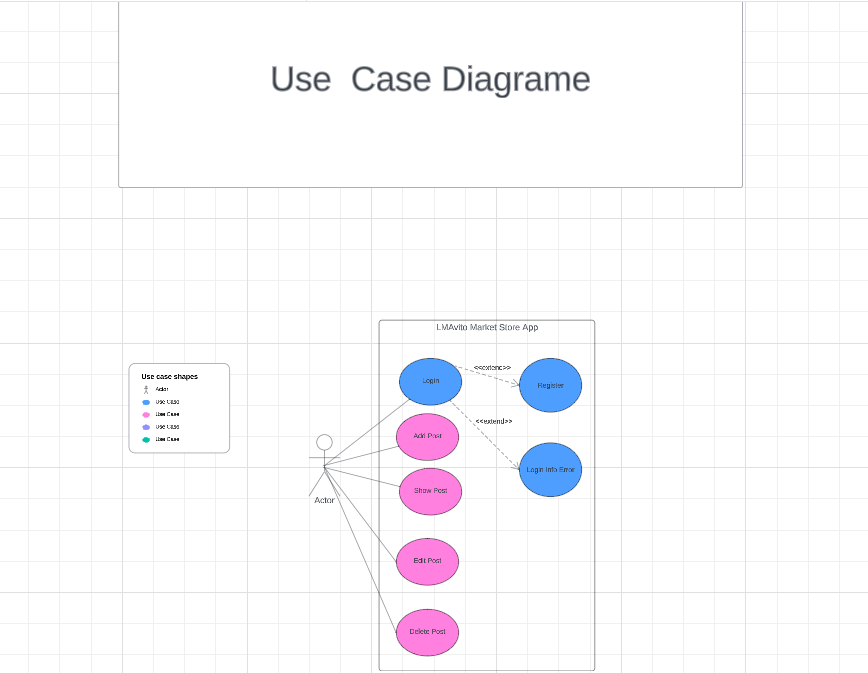 Use Case Diagrame
LMAvito Market Store App
Login
<<extend>>
Register
Add Post
<<extend>>
Login Info Error
Show Post
Edit Post
Delete Post
Actor
Use case shapes
Actor
Use Case
Use Case
Use Case
Use Case